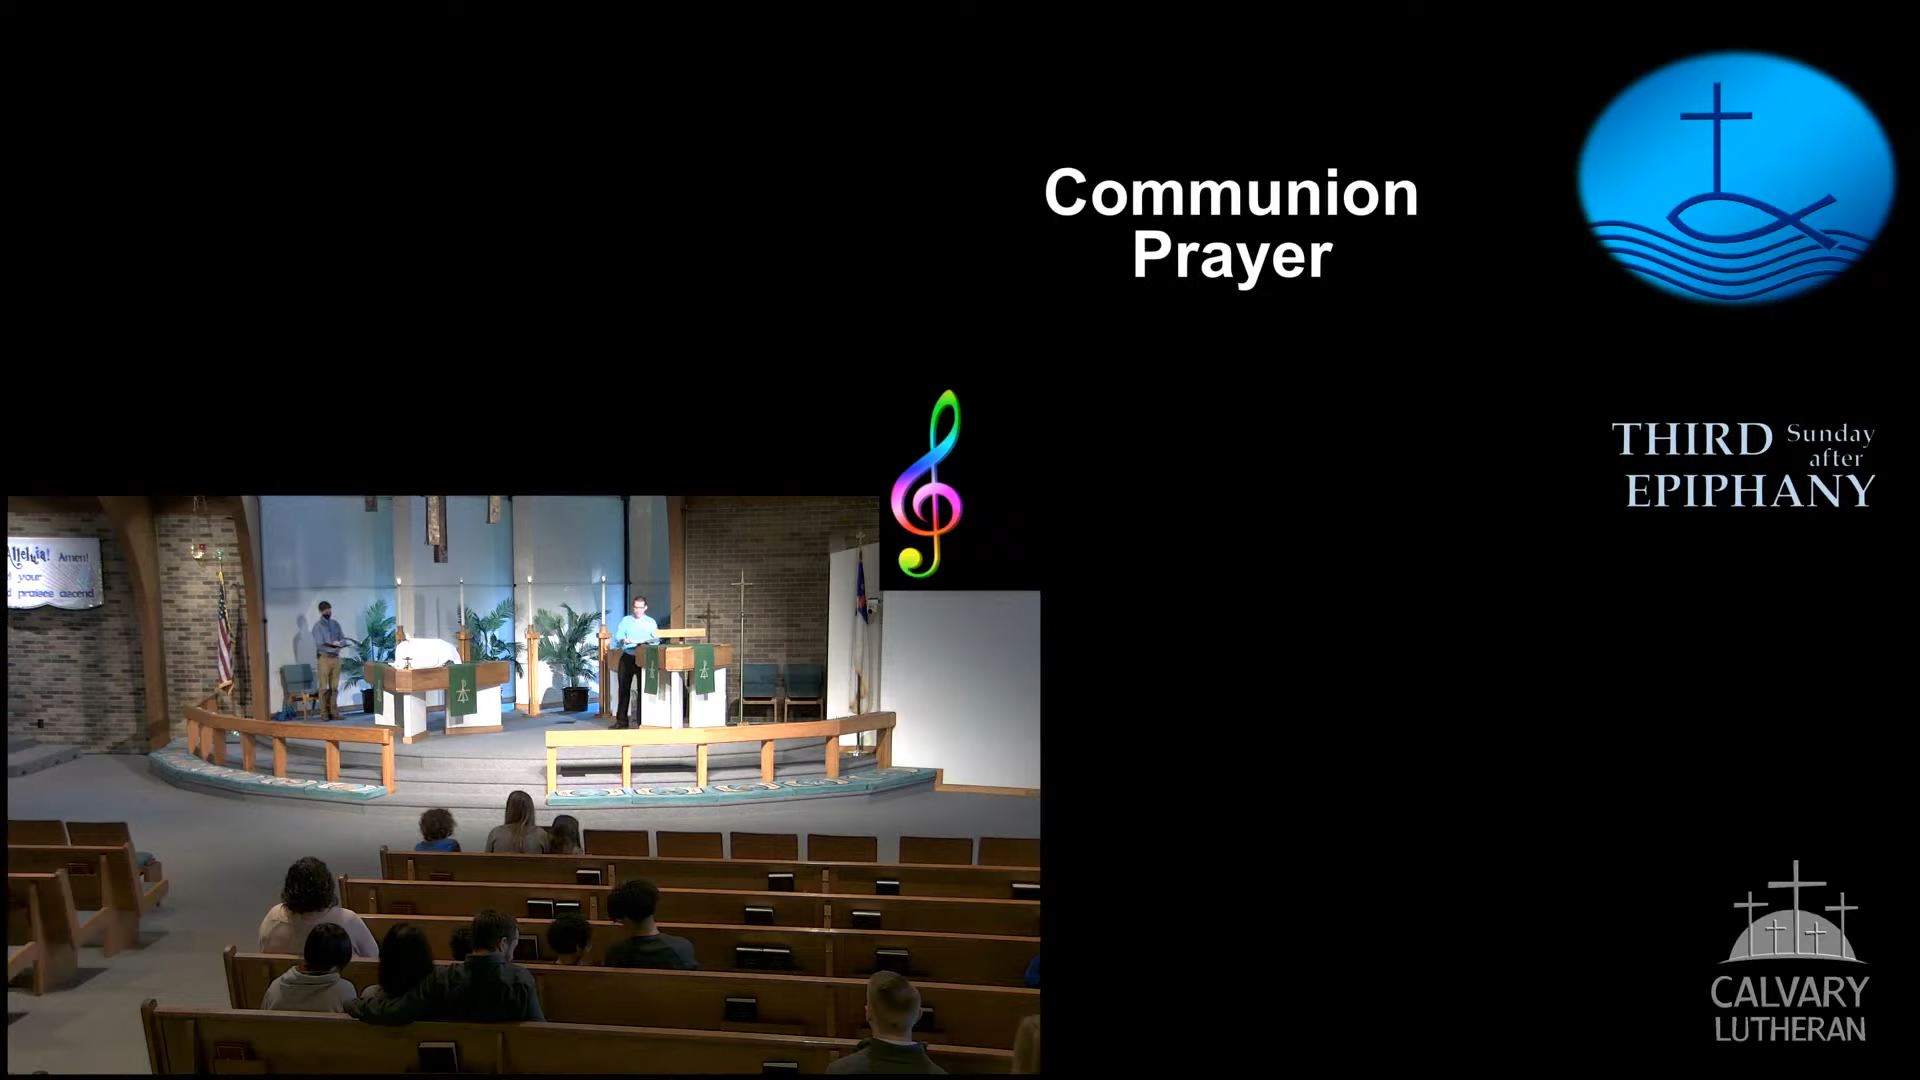 Communion
Prayer
THIRD Sunday
after
EPIPHANY
Alleluia! Amen!
your
praises ascend
CALVARY
LUTHERAN